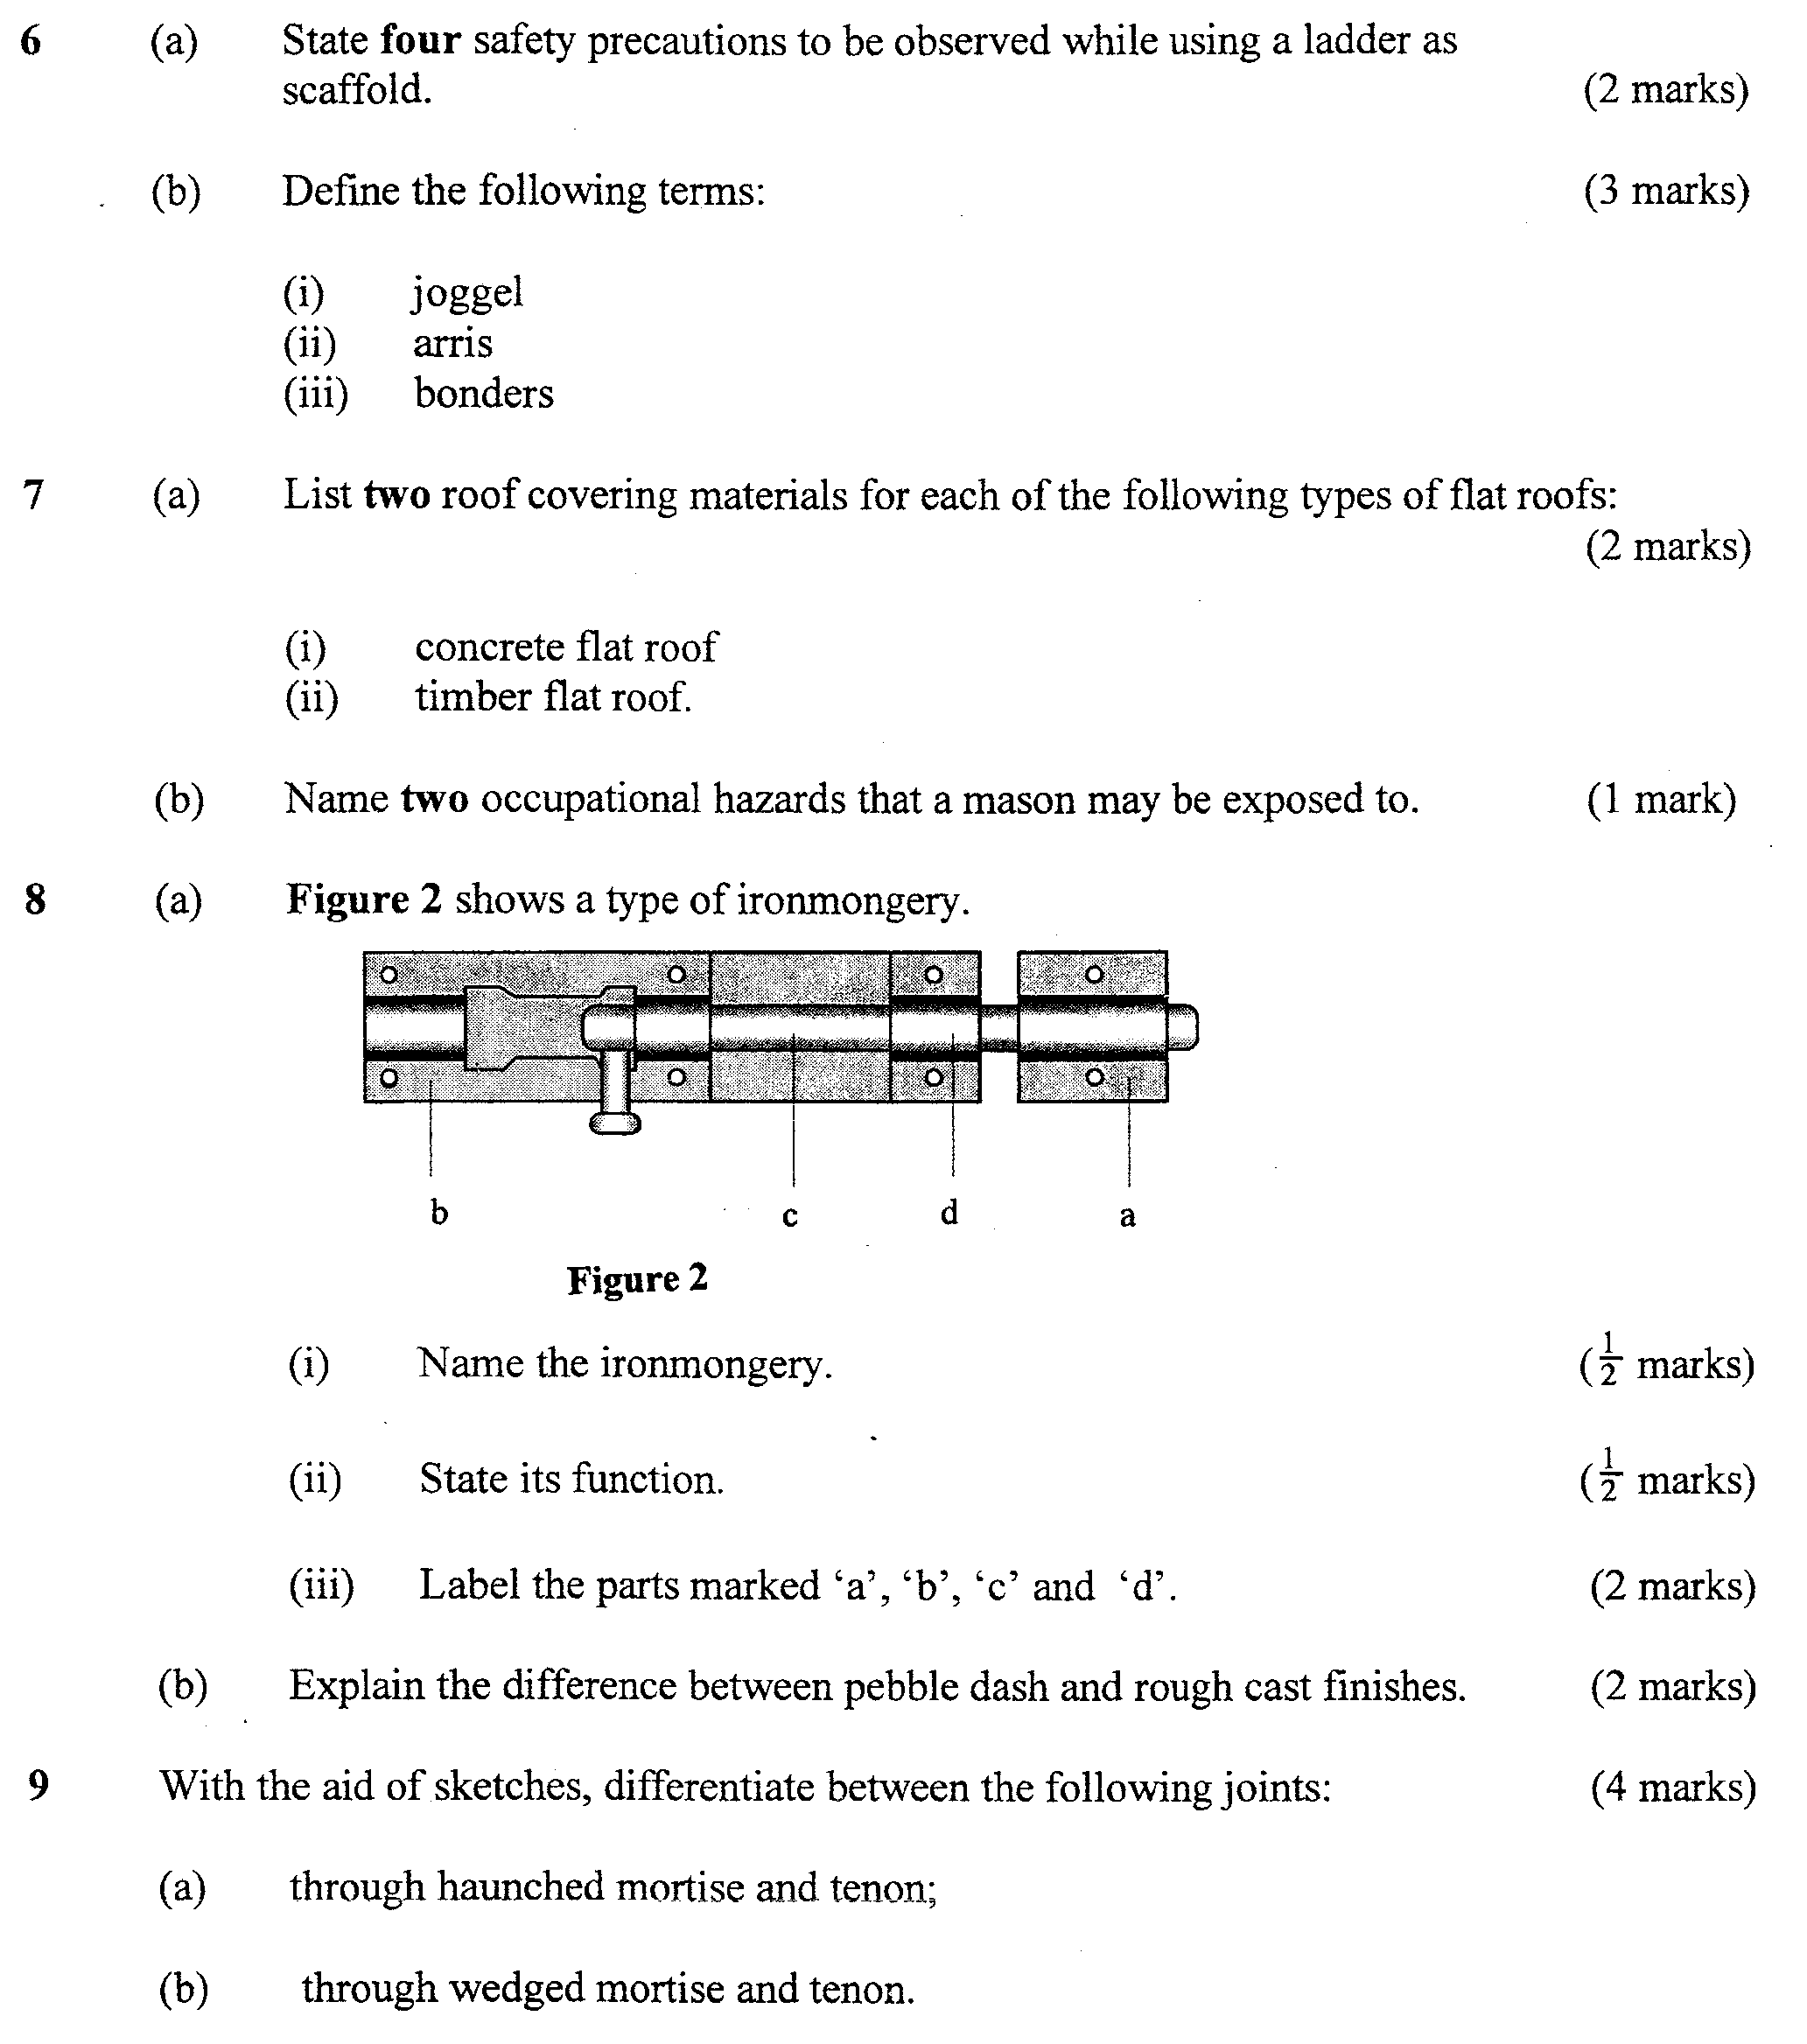 6 (a) State four safety precautions to be observed while using a ladder as
scaffold. (2 marks)
(b) Define the following terms: (3 marks)
(i) joggel
(ii) arris
(iii) bonders
7 (a) List two roof covering materials for each of the following types of flat roofs:
(2 marks)
(i) concrete flat roof
(ii) timber flat roof.
(b) Name two occupational hazards that a mason may be exposed to. (1 mark)
8 (a) Figure 2 shows a type of ironmongery.
b c d a
Figure 2
(i) Name the ironmongery. (½ marks)
(ii) State its function. (½ marks)
(iii) Label the parts marked ‘a’, ‘b’, ‘c’ and ‘d’. (2 marks)
(b) Explain the difference between pebble dash and rough cast finishes. (2 marks)
9 With the aid of sketches, differentiate between the following joints: (4 marks)
(a) through haunched mortise and tenon;
(b) through wedged mortise and tenon.